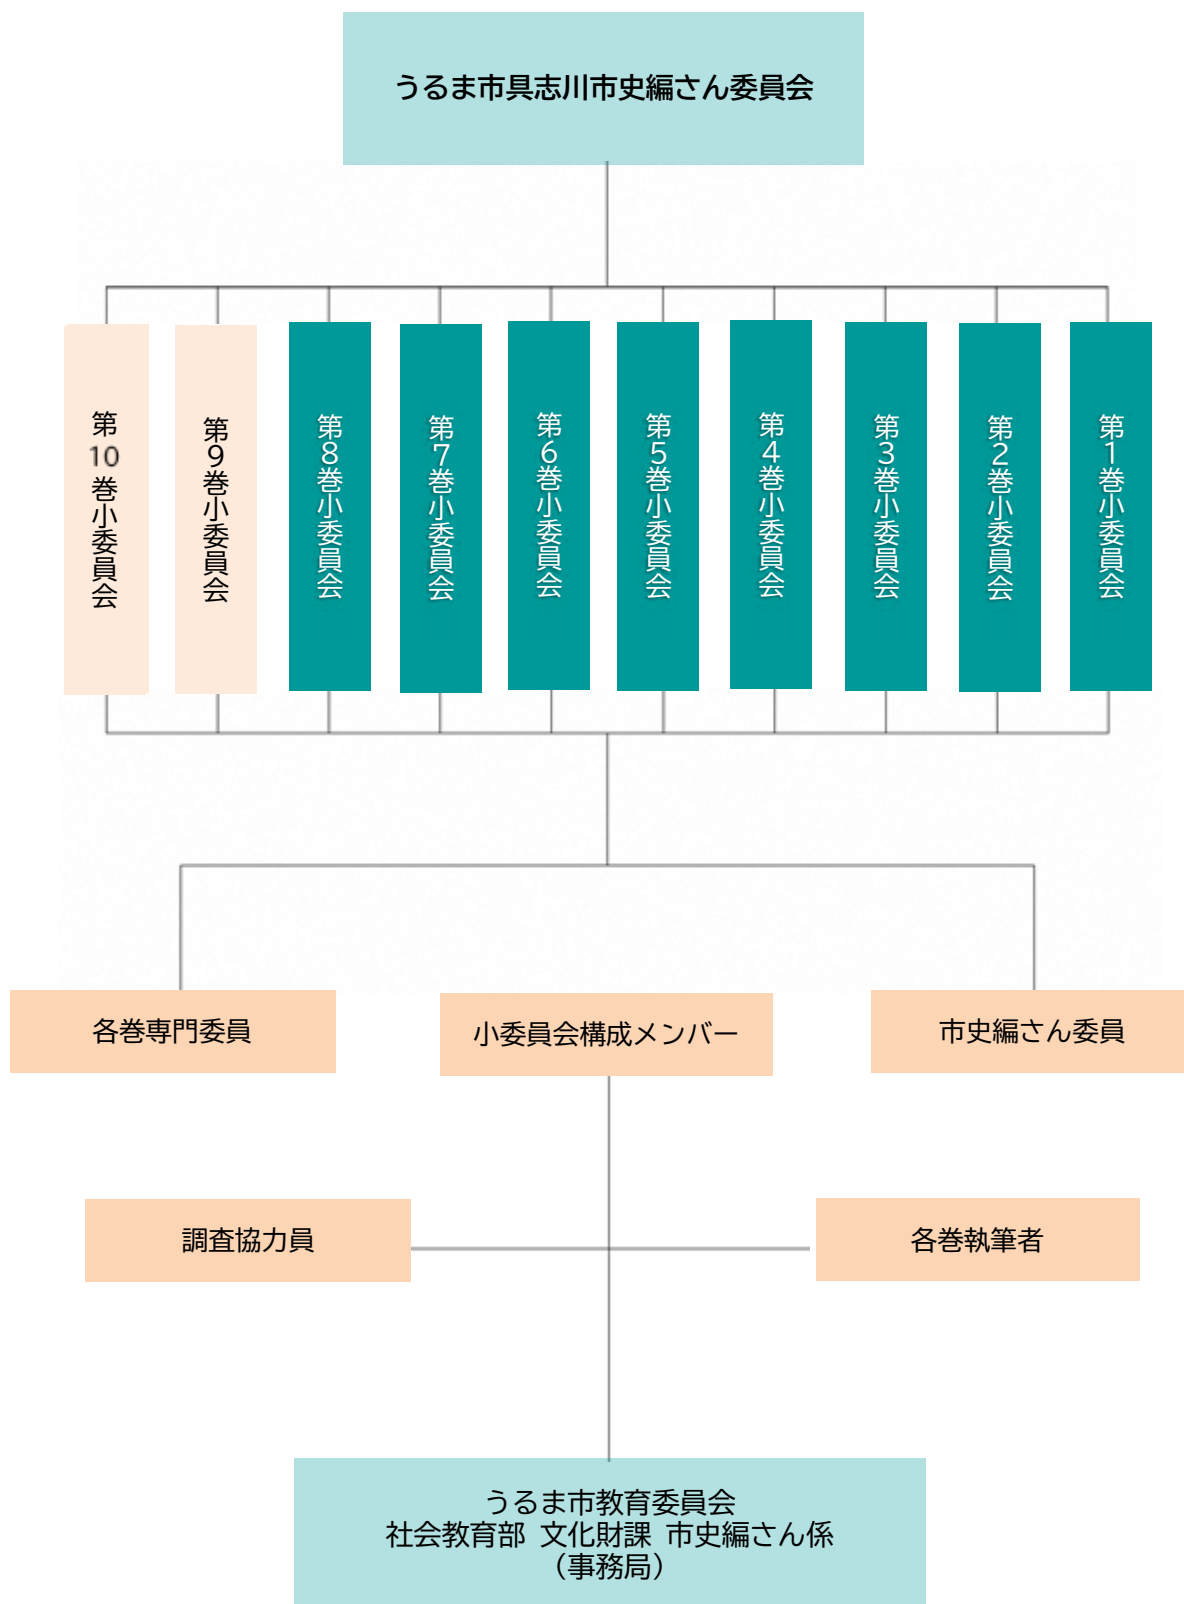 うるま市具志川市史編さん委員会
第10巻小委員会
第9巻小委員会
第8巻小委員会
第7巻小委員会
第6巻小委員会
第5巻小委員会
第4巻小委員会
第3巻小委員会
第2巻小委員会
第1巻小委員会
各巻専門委員
小委員会構成メンバー
市史編さん委員
調査協力員
各巻執筆者
うるま市教育委員会
社会教育部 文化財課 市史編さん係
（事務局）